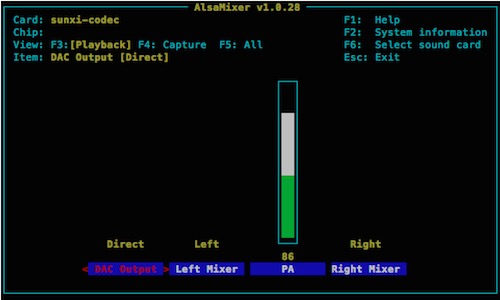 AlsaMixer v1.0.28
Card: sunxi-codec F1: Help
Chip: F2: System information
View: F3:[Playback] F4: Capture F5: All F6: Select sound card
Item: DAC Output [Direct] Esc: Exit
Direct Left Right
86
< DAC Output > Left Mixer PA Right Mixer